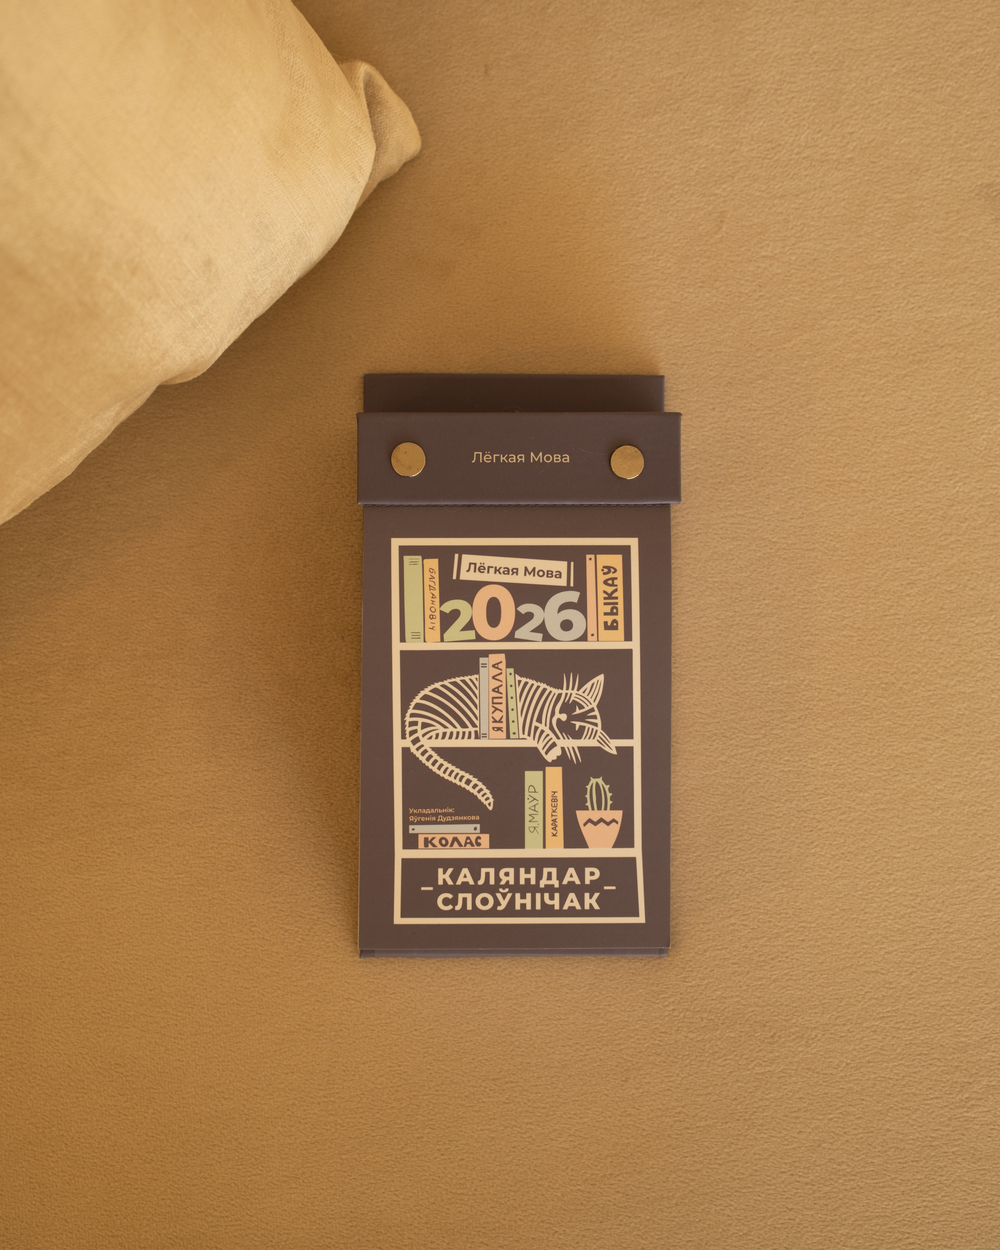 Лёгкая Мова
Лёгкая Мова
БАГДАНОВІЧ
2026
БЫКАЎ
Я КУПАЛА
Я.МАЎР
КАРАТКЕВІЧ
Укладальнік:
Яўгенія Дудзянкова
КОЛАС
КАЛЯНДАР
СЛОЎНІЧАК